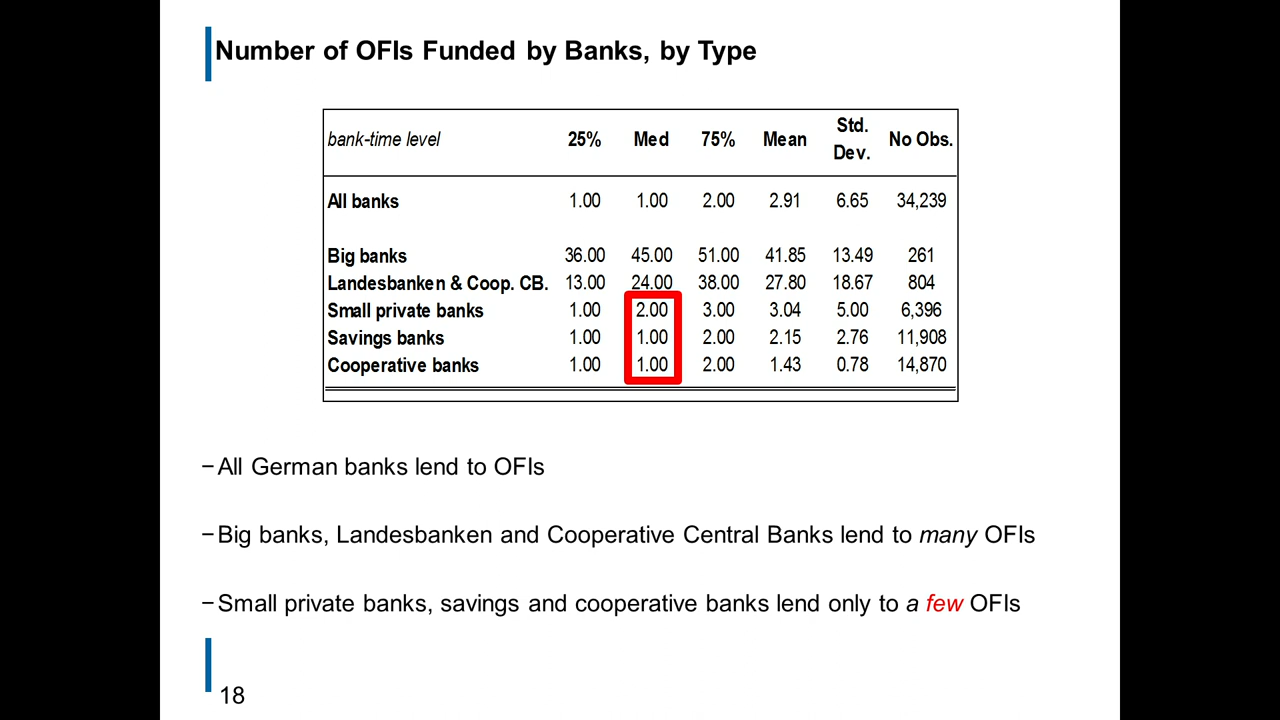 Number of OFIs Funded by Banks, by Type
bank-time level 25% Med 75% Mean Std. Dev. No Obs.
All banks 1.00 1.00 2.00 2.91 6.65 34,239
Big banks 36.00 45.00 51.00 41.85 13.49 261
Landesbanken & Coop. CB. 13.00 24.00 38.00 27.80 18.67 804
Small private banks 1.00 2.00 3.00 3.04 5.00 6,396
Savings banks 1.00 1.00 2.00 2.15 2.76 11,908
Cooperative banks 1.00 1.00 2.00 1.43 0.78 14,870
−All German banks lend to OFIs
−Big banks, Landesbanken and Cooperative Central Banks lend to many OFIs
−Small private banks, savings and cooperative banks lend only to a few OFIs
18